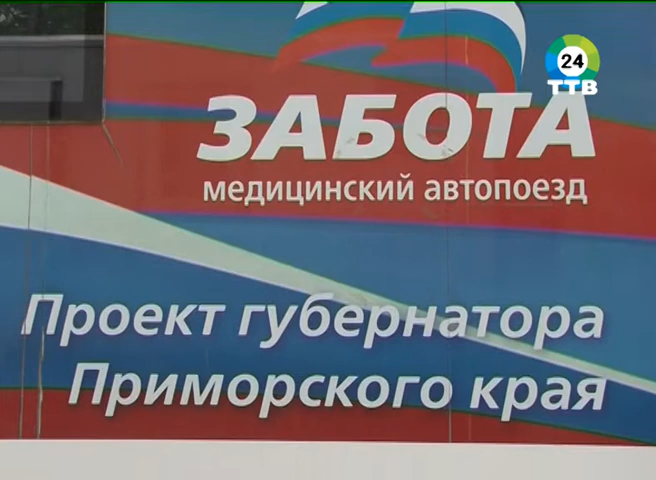 24
ТТВ
ЗАБОТА
медицинский автопоезд
Проект губернатора
Приморского края